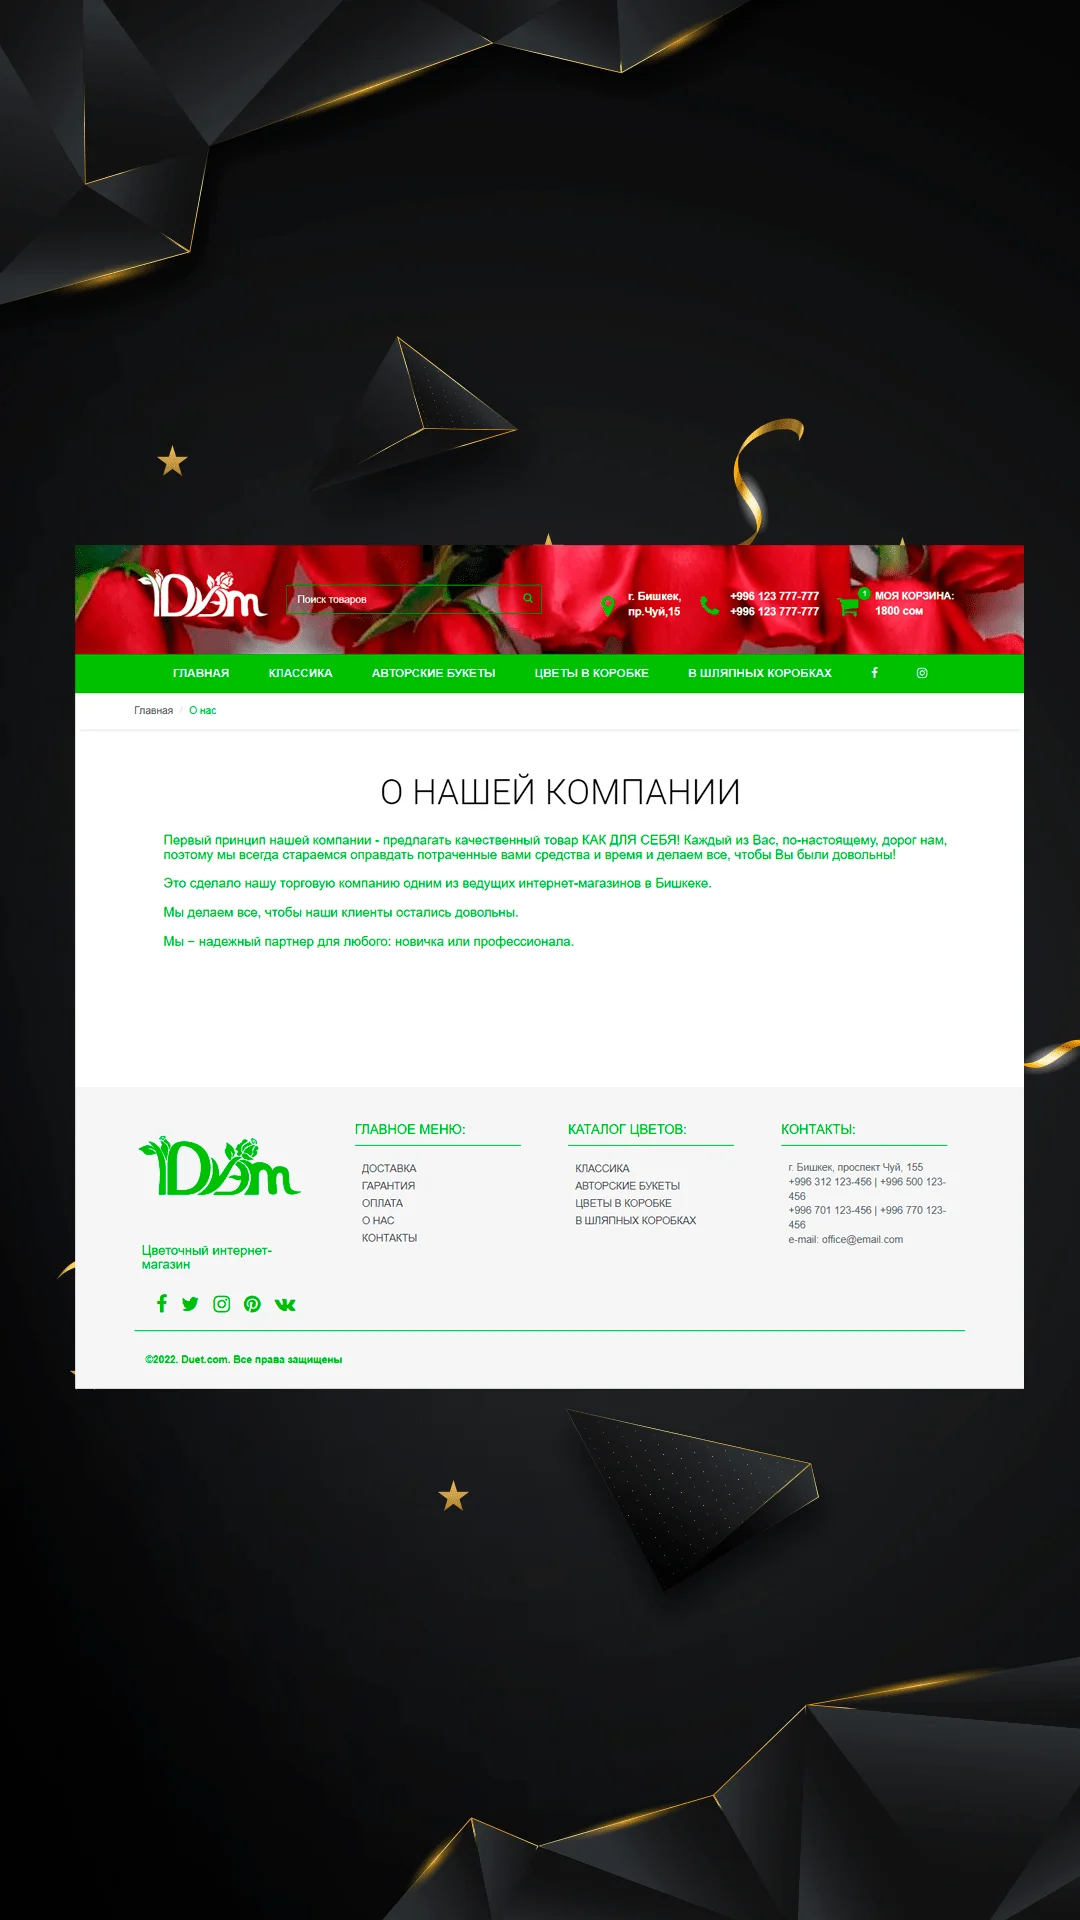 Дуэт
Поиск товаров
г. Бишкек,
пр.Чуй,15
+996 123 777-777
+996 123 777-777
1
МОЯ КОРЗИНА:
1800 сом
ГЛАВНАЯ КЛАССИКА АВТОРСКИЕ БУКЕТЫ ЦВЕТЫ В КОРОБКЕ В ШЛЯПНЫХ КОРОБКАХ
Главная / О нас
О НАШЕЙ КОМПАНИИ
Первый принцип нашей компании - предлагать качественный товар КАК ДЛЯ СЕБЯ! Каждый из Вас, по-настоящему, дорог нам,
поэтому мы всегда стараемся оправдать потраченные вами средства и время и делаем все, чтобы Вы были довольны!
Это сделало нашу торговую компанию одним из ведущих интернет-магазинов в Бишкеке.
Мы делаем все, чтобы наши клиенты остались довольны.
Мы – надежный партнер для любого: новичка или профессионала.
Дуэт
Цветочный интернет-
магазин
ГЛАВНОЕ МЕНЮ:
ДОСТАВКА
ГАРАНТИЯ
ОПЛАТА
О НАС
КОНТАКТЫ
КАТАЛОГ ЦВЕТОВ:
КЛАССИКА
АВТОРСКИЕ БУКЕТЫ
ЦВЕТЫ В КОРОБКЕ
В ШЛЯПНЫХ КОРОБКАХ
КОНТАКТЫ:
г. Бишкек, проспект Чуй, 155
+996 312 123-456 | +996 500 123-
456
+996 701 123-456 | +996 770 123-
456
e-mail: office@email.com
©2022. Duet.com. Все права защищены